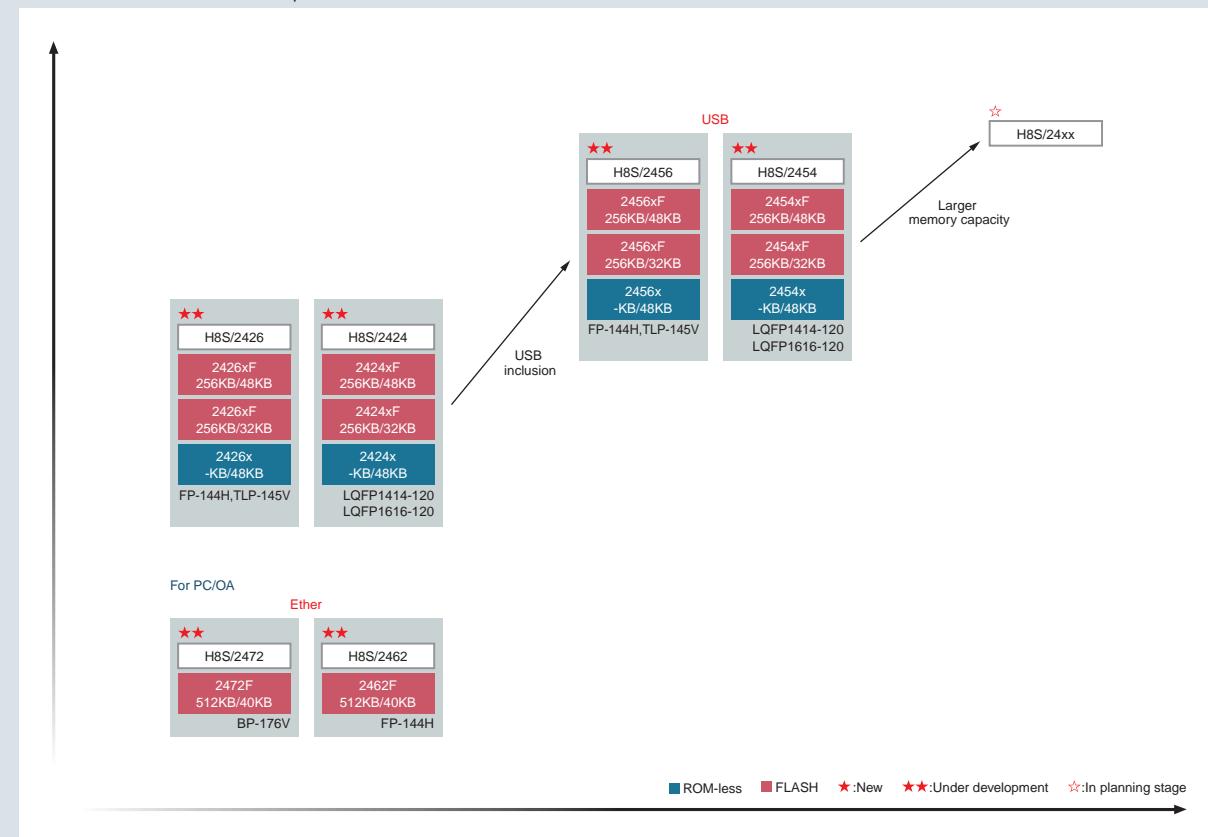 USB
☆
H8S/24xx
★★
H8S/2456
2456xF
256KB/48KB
2456xF
256KB/32KB
2456x
-KB/48KB
FP-144H,TLP-145V
★★
H8S/2454
2454xF
256KB/48KB
2454xF
256KB/32KB
2454x
-KB/48KB
LQFP1414-120
LQFP1616-120
Larger
memory capacity
★★
H8S/2426
2426xF
256KB/48KB
2426xF
256KB/32KB
2426x
-KB/48KB
FP-144H,TLP-145V
★★
H8S/2424
2424xF
256KB/48KB
2424xF
256KB/32KB
2424x
-KB/48KB
LQFP1414-120
LQFP1616-120
USB
inclusion
For PC/OA
Ether
★★
H8S/2472
2472F
512KB/40KB
BP-176V
★★
H8S/2462
2462F
512KB/40KB
FP-144H
ROM-less FLASH ★:New ★★:Under development ☆:In planning stage